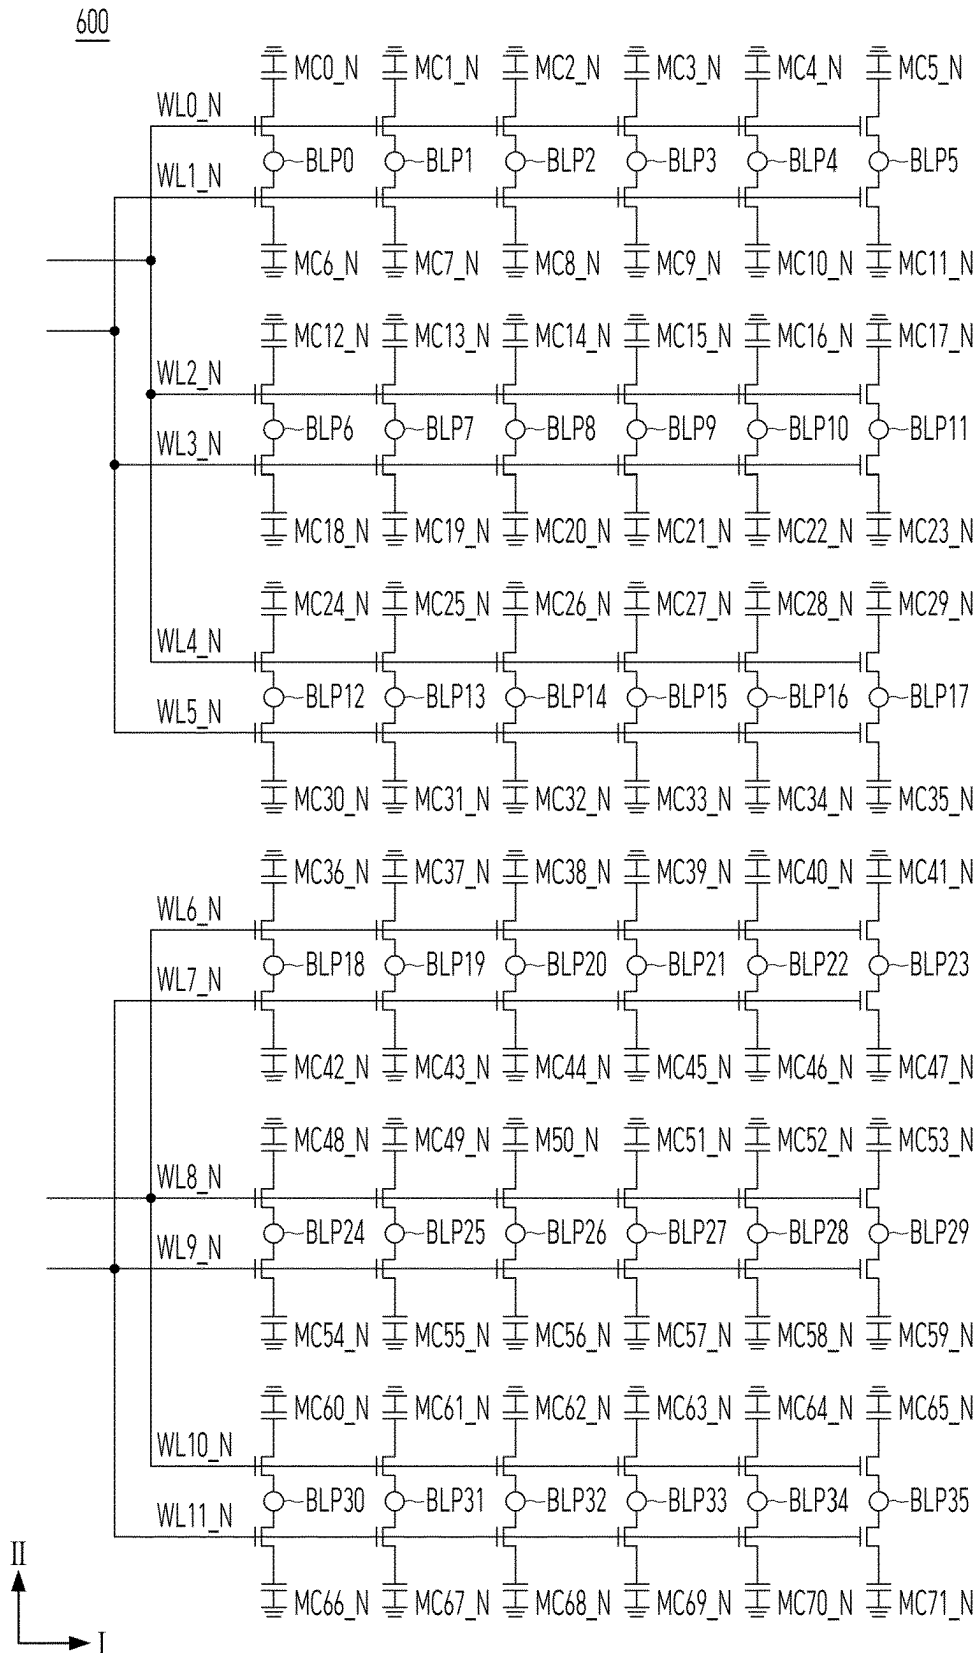 600
MC0_N MC1_N MC2_N MC3_N MC4_N MC5_N
WL0_N
BLP0 BLP1 BLP2 BLP3 BLP4 BLP5
WL1_N
MC6_N MC7_N MC8_N MC9_N MC10_N MC11_N
MC12_N MC13_N MC14_N MC15_N MC16_N MC17_N
WL2_N
BLP6 BLP7 BLP8 BLP9 BLP10 BLP11
WL3_N
MC18_N MC19_N MC20_N MC21_N MC22_N MC23_N
MC24_N MC25_N MC26_N MC27_N MC28_N MC29_N
WL4_N
BLP12 BLP13 BLP14 BLP15 BLP16 BLP17
WL5_N
MC30_N MC31_N MC32_N MC33_N MC34_N MC35_N
MC36_N MC37_N MC38_N MC39_N MC40_N MC41_N
WL6_N
BLP18 BLP19 BLP20 BLP21 BLP22 BLP23
WL7_N
MC42_N MC43_N MC44_N MC45_N MC46_N MC47_N
MC48_N MC49_N M50_N MC51_N MC52_N MC53_N
WL8_N
BLP24 BLP25 BLP26 BLP27 BLP28 BLP29
WL9_N
MC54_N MC55_N MC56_N MC57_N MC58_N MC59_N
MC60_N MC61_N MC62_N MC63_N MC64_N MC65_N
WL10_N
BLP30 BLP31 BLP32 BLP33 BLP34 BLP35
WL11_N
MC66_N MC67_N MC68_N MC69_N MC70_N MC71_N
II
I